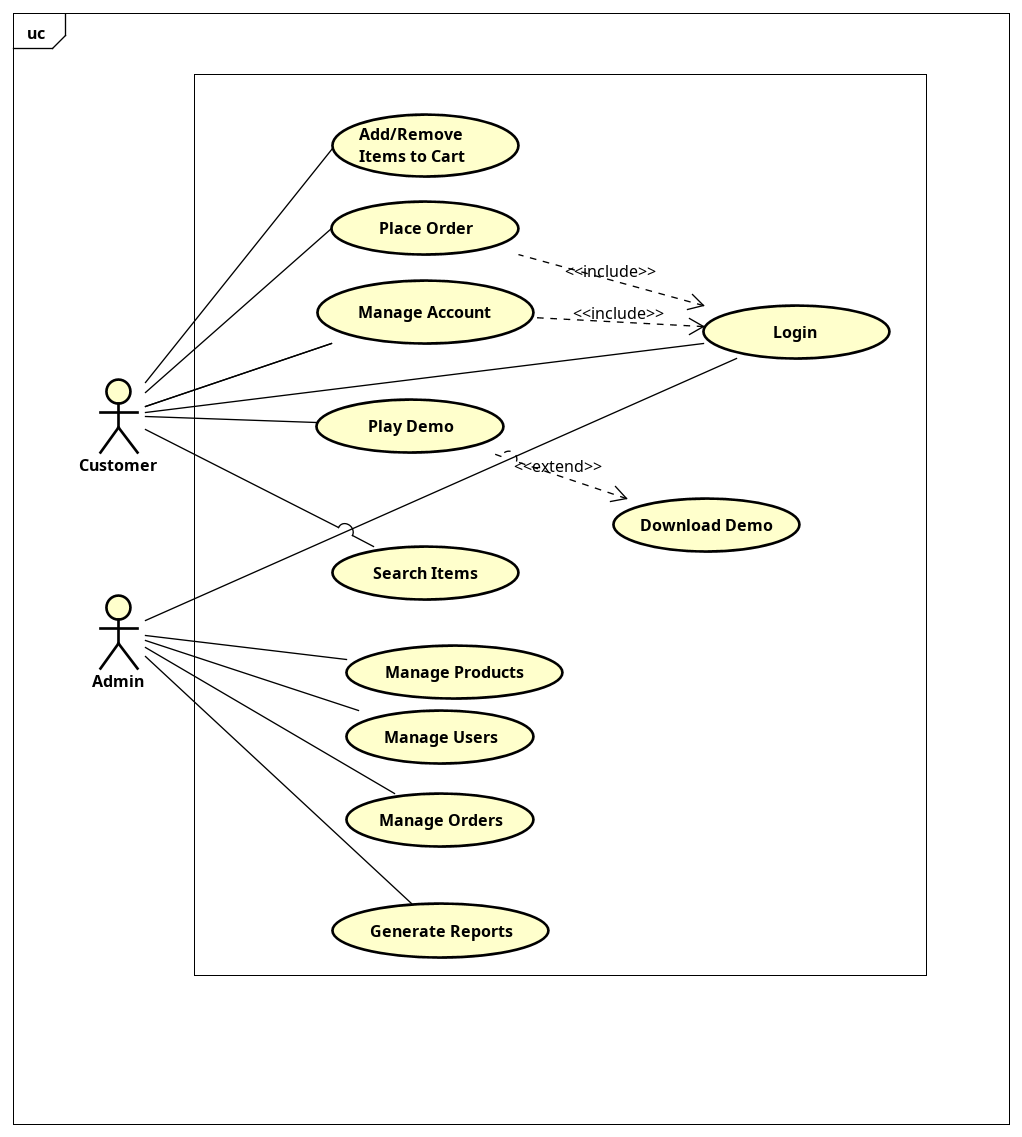 uc
Add/Remove
Items to Cart
Place Order
<<include>>
Manage Account
<<include>>
Login
Customer
Play Demo
<<extend>>
Download Demo
Search Items
Admin
Manage Products
Manage Users
Manage Orders
Generate Reports